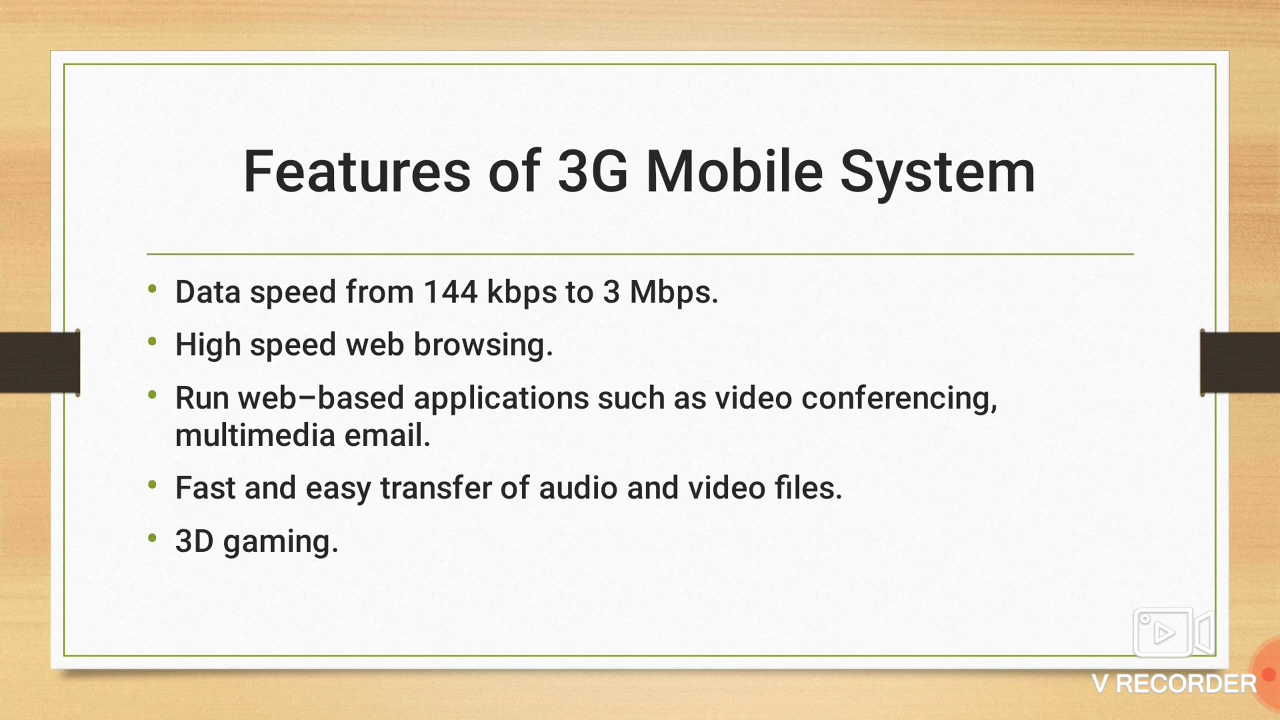 Features of 3G Mobile System
• Data speed from 144 kbps to 3 Mbps.
• High speed web browsing.
• Run web–based applications such as video conferencing,
multimedia email.
• Fast and easy transfer of audio and video files.
• 3D gaming.
V RECORDER